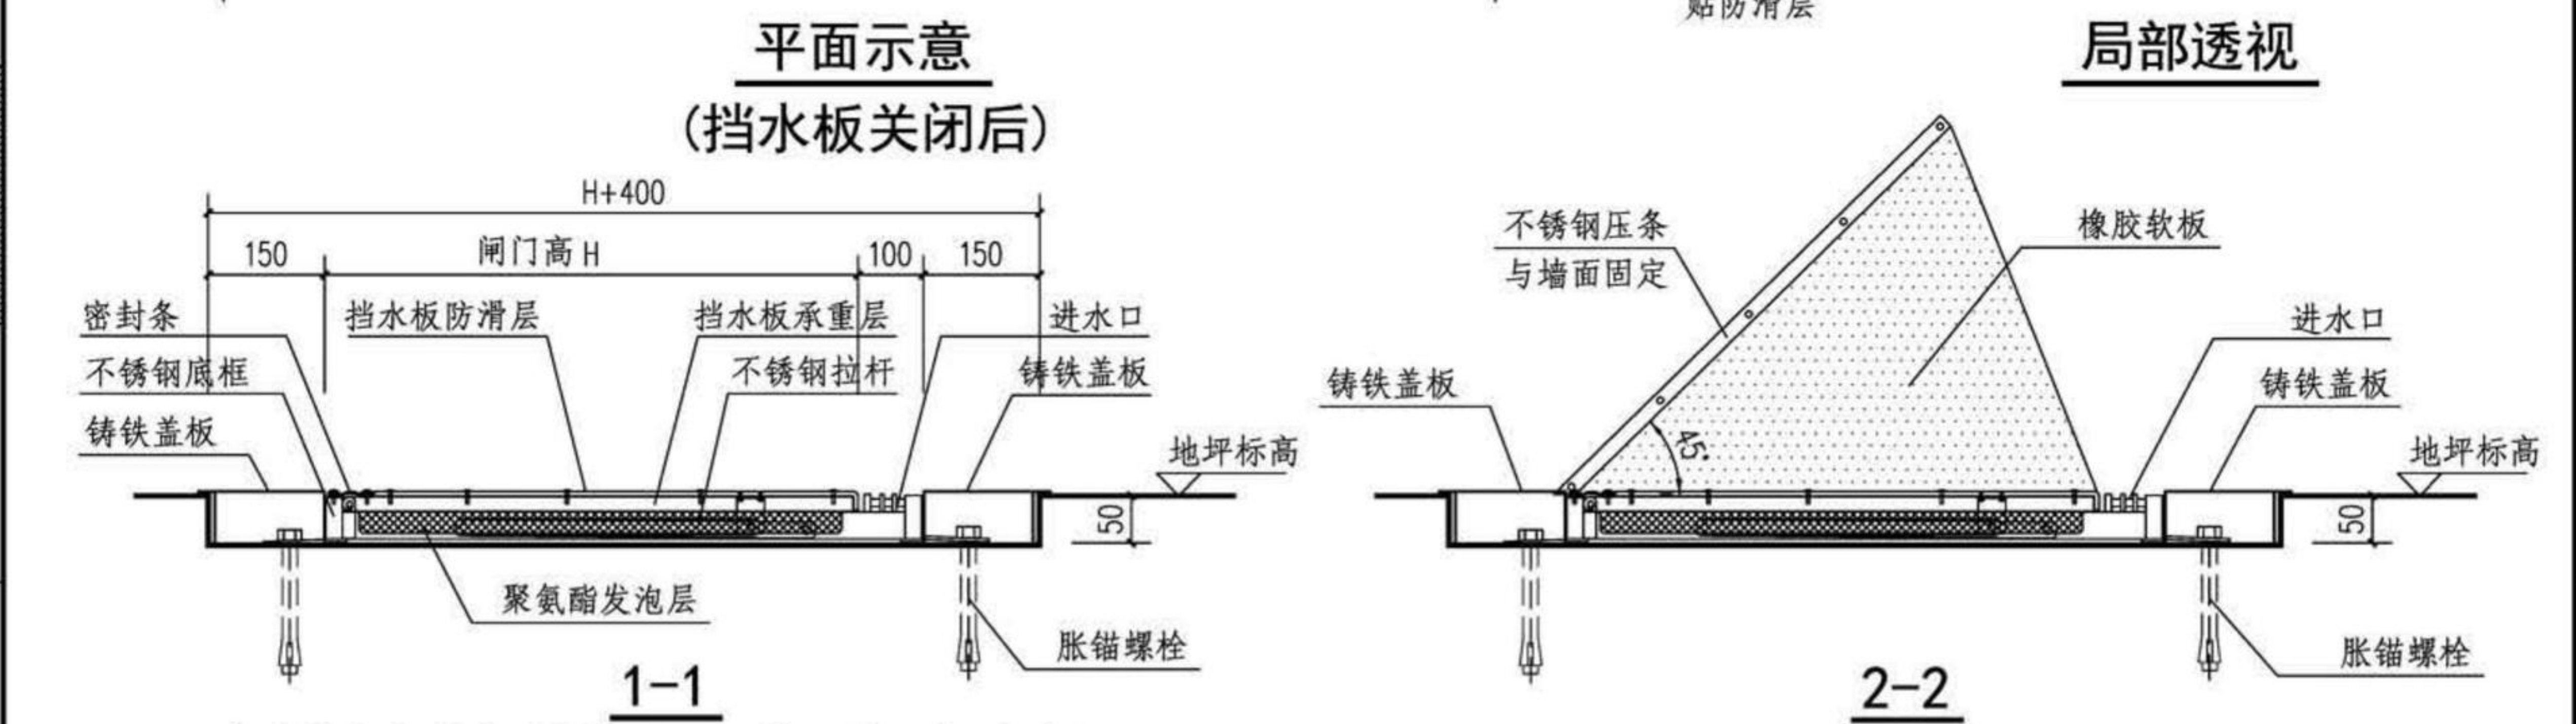 贴防滑层
平面示意
(挡水板关闭后)
局部透视
H+400
150
闸门高 H
100
150
密封条
挡水板防滑层
挡水板承重层
进水口
不锈钢底框
不锈钢拉杆
铸铁盖板
铸铁盖板
地坪标高
50
聚氨酯发泡层
胀锚螺栓
1-1
不锈钢压条
与墙面固定
橡胶软板
进水口
铸铁盖板
铸铁盖板
45°
地坪标高
50
胀锚螺栓
2-2